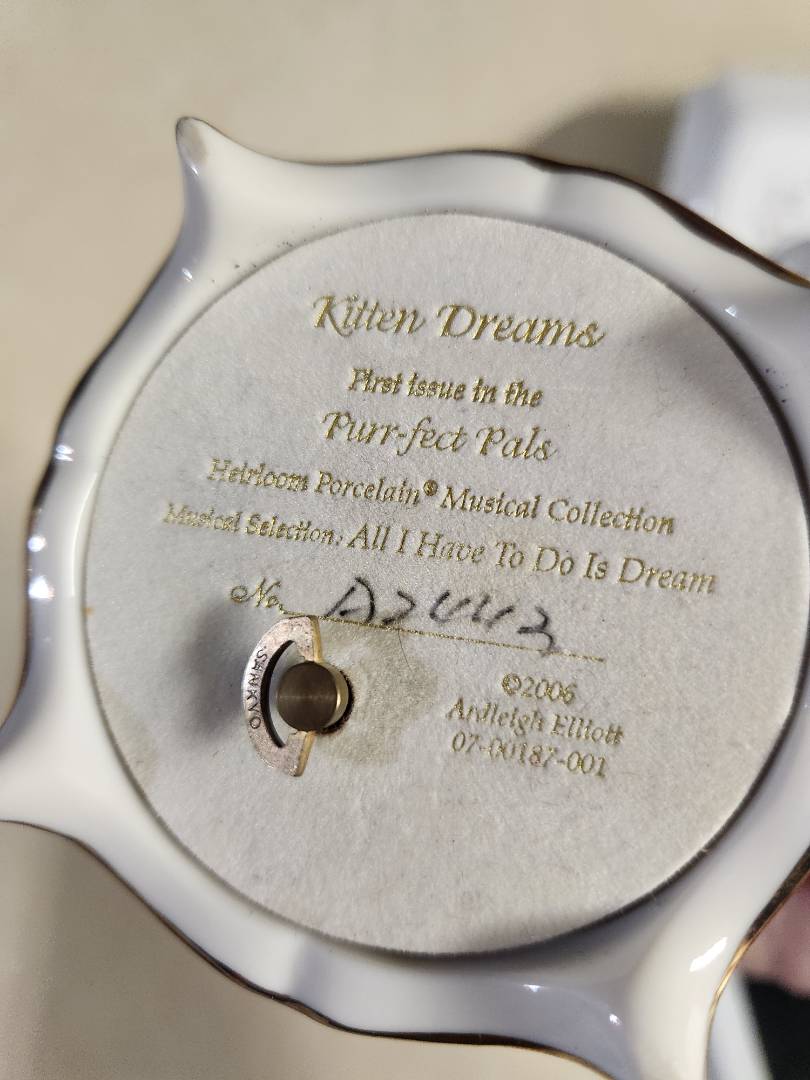 Kitten Dreams
First issue in the
Purr-fect Pals
Heirloom Porcelain® Musical Collection
Musical Selection: All I Have To Do Is Dream
No. A2443
SANKYO
©2006
Ardleigh Elliott
07-00187-001